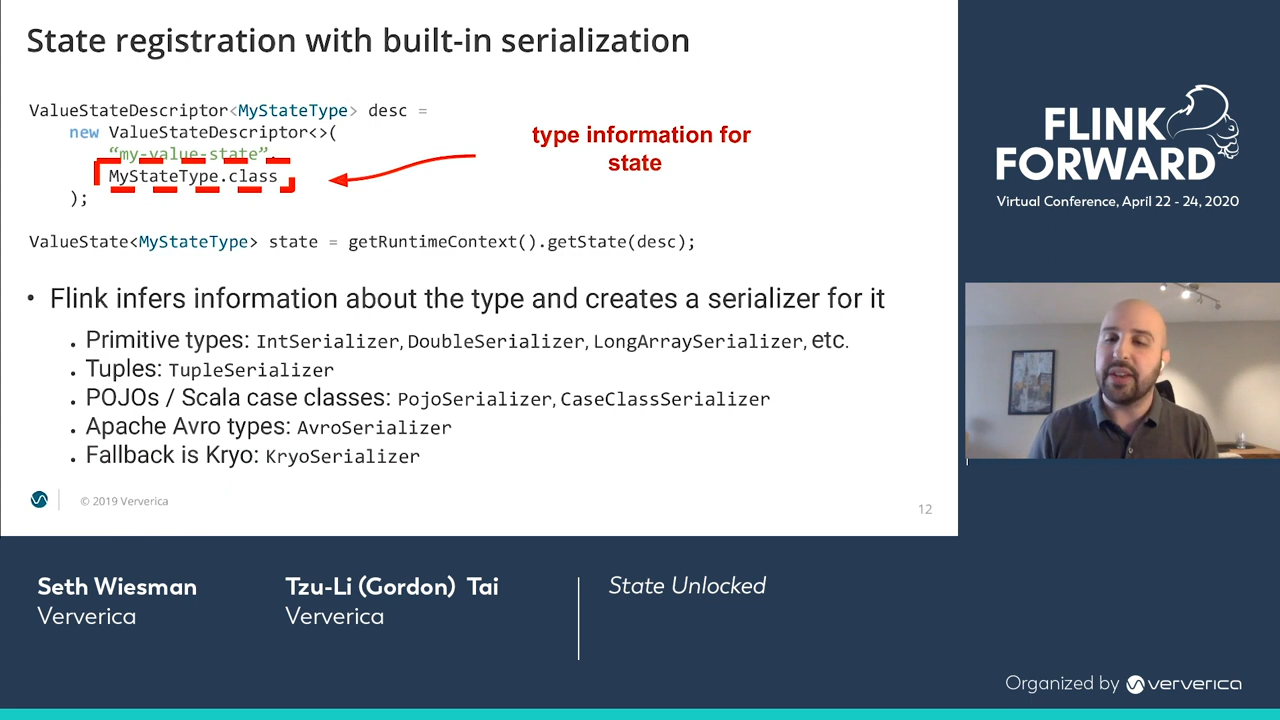 State registration with built-in serialization
ValueStateDescriptor<MyStateType> desc =
new ValueStateDescriptor<>(
“my-value-state”,
MyStateType.class
);
type information for
state
ValueState<MyStateType> state = getRuntimeContext().getState(desc);
• Flink infers information about the type and creates a serializer for it
• Primitive types: IntSerializer, DoubleSerializer, LongArraySerializer, etc.
• Tuples: TupleSerializer
• POJOs / Scala case classes: PojoSerializer, CaseClassSerializer
• Apache Avro types: AvroSerializer
• Fallback is Kryo: KryoSerializer
© 2019 Ververica
12
FLINK
FORWARD
Virtual Conference, April 22 - 24, 2020
Seth Wiesman
Ververica
Tzu-Li (Gordon) Tai
Ververica
State Unlocked
Organized by ververica